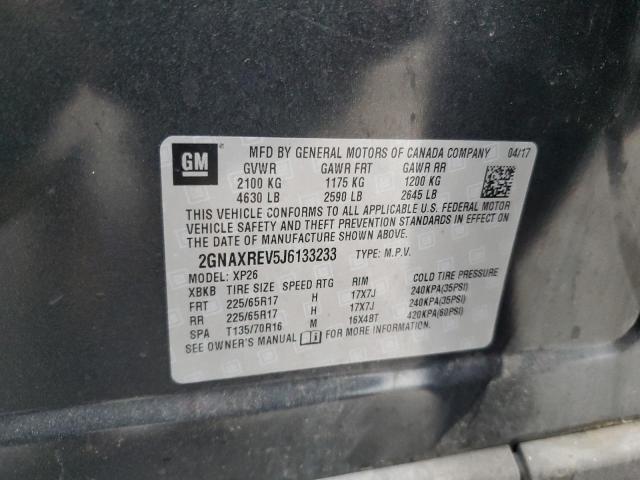 GM
MFD BY GENERAL MOTORS OF CANADA COMPANY 04/17
GVWR GAWR FRT GAWR RR
2100 KG 1175 KG 1200 KG
4630 LB 2590 LB 2645 LB
THIS VEHICLE CONFORMS TO ALL APPLICABLE U.S. FEDERAL MOTOR
VEHICLE SAFETY AND THEFT PREVENTION STANDARDS IN EFFECT ON
THE DATE OF MANUFACTURE SHOWN ABOVE.
2GNAXREV5J6133233 TYPE: M.P.V.
MODEL: XP26
XBKB TIRE SIZE SPEED RTG RIM COLD TIRE PRESSURE
FRT 225/65R17 H 17X7J 240KPA(35PSI)
RR 225/65R17 H 17X7J 240KPA(35PSI)
SPA T135/70R16 M 16X4BT 420KPA(60PSI)
SEE OWNER'S MANUAL FOR MORE INFORMATION.